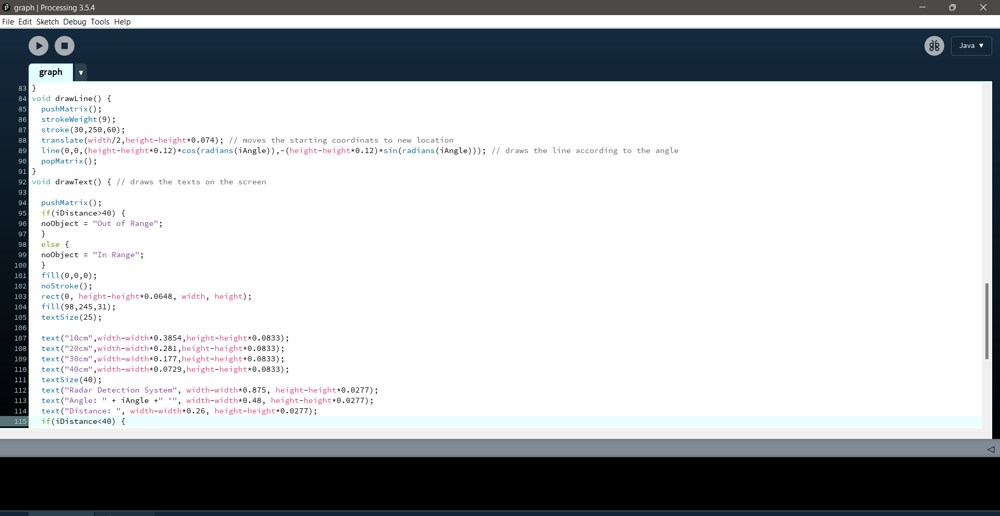 graph | Processing 3.5.4
File Edit Sketch Debug Tools Help
Java ▼
graph ▼
83 }
84 void drawLine() {
85   pushMatrix();
86   strokeWeight(9);
87   stroke(30,250,60);
88   translate(width/2,height-height*0.074); // moves the starting coordinats to new location
89   line(0,0,(height-height*0.12)*cos(radians(iAngle)),-(height-height*0.12)*sin(radians(iAngle))); // draws the line according to the angle
90   popMatrix();
91 }
92 void drawText() { // draws the texts on the screen
93
94   pushMatrix();
95   if(iDistance>40) {
96   noObject = "Out of Range";
97   }
98   else {
99   noObject = "In Range";
100   }
101   fill(0,0,0);
102   noStroke();
103   rect(0, height-height*0.0648, width, height);
104   fill(98,245,31);
105   textSize(25);
106
107   text("10cm",width-width*0.3854,height-height*0.0833);
108   text("20cm",width-width*0.281,height-height*0.0833);
109   text("30cm",width-width*0.177,height-height*0.0833);
110   text("40cm",width-width*0.0729,height-height*0.0833);
111   textSize(40);
112   text("Radar Detection System", width-width*0.875, height-height*0.0277);
113   text("Angle: " + iAngle +" °", width-width*0.48, height-height*0.0277);
114   text("Distance: ", width-width*0.26, height-height*0.0277);
115   if(iDistance<40) {